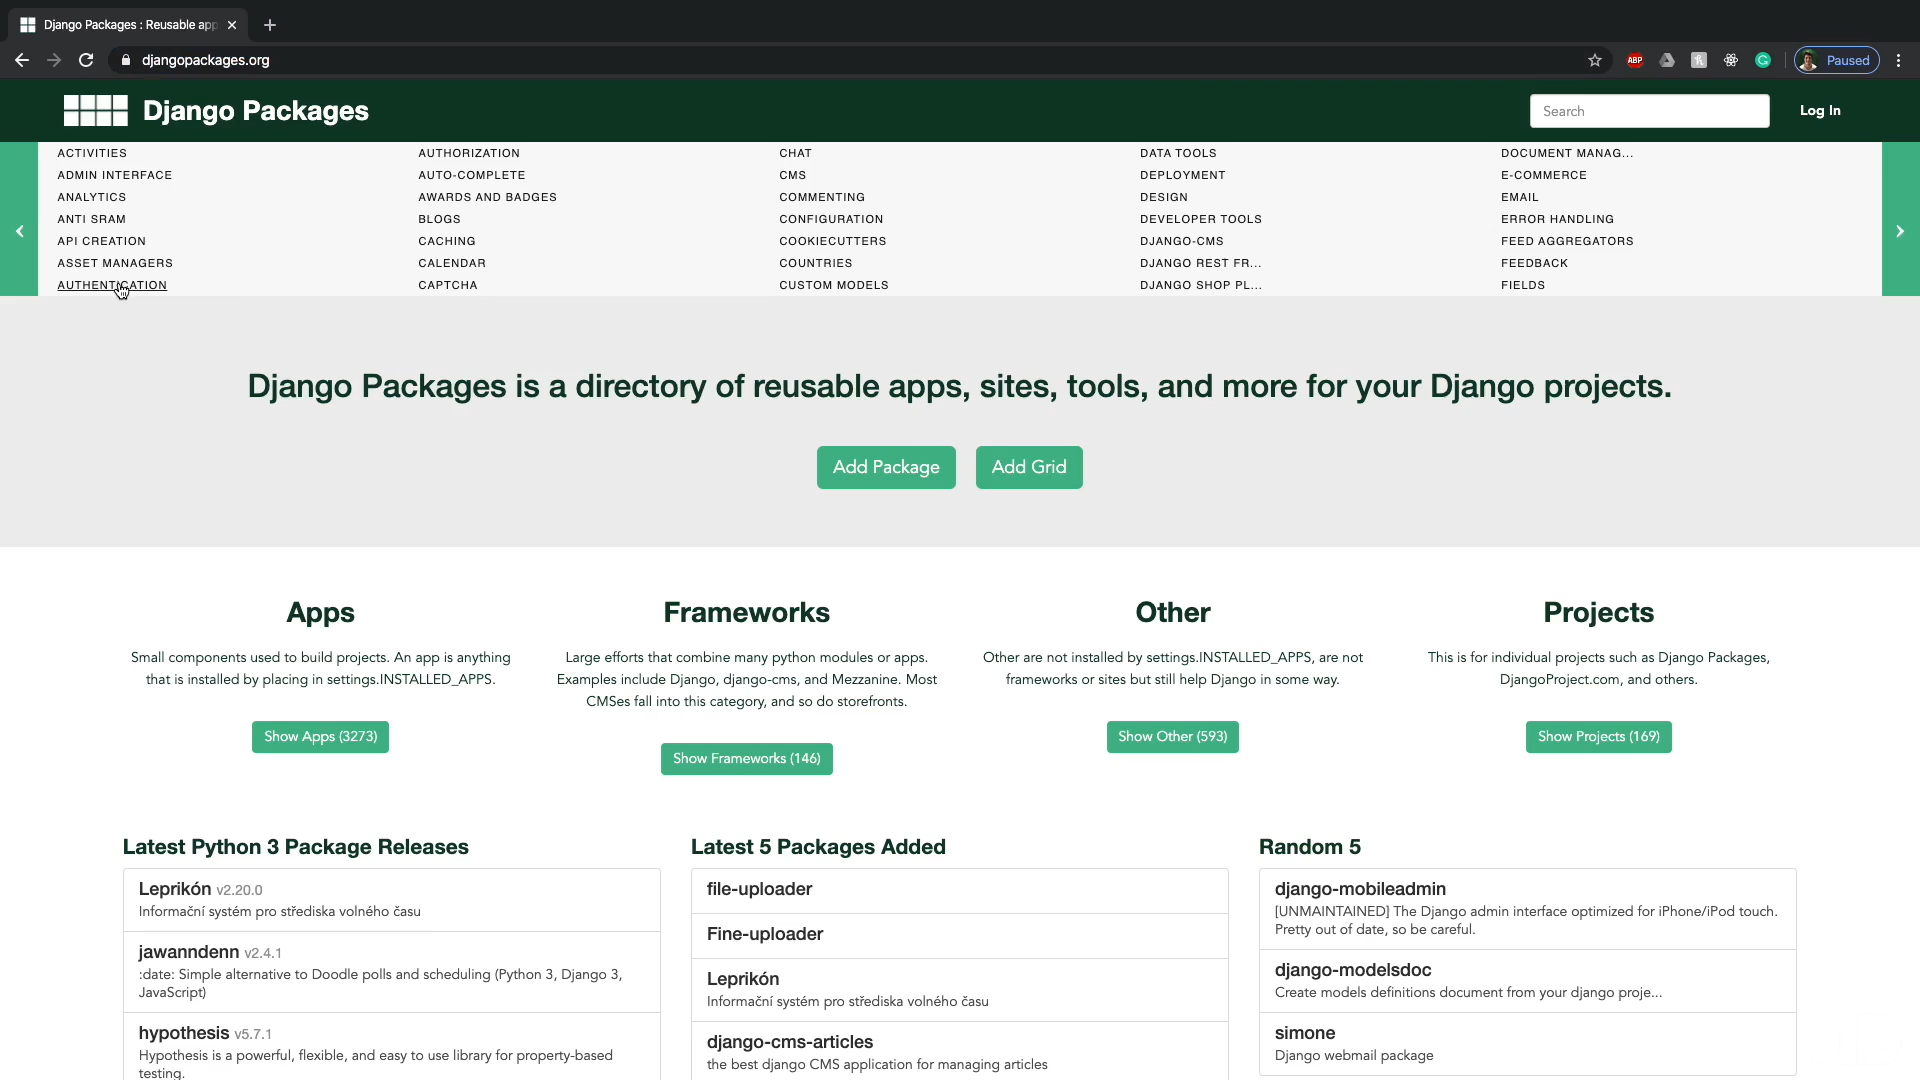 Django Packages : Reusable app
djangopackages.org
ABP
Paused
Django Packages
Search
Log In
ACTIVITIES
ADMIN INTERFACE
ANALYTICS
ANTI SRAM
API CREATION
ASSET MANAGERS
AUTHENTICATION
AUTHORIZATION
AUTO-COMPLETE
AWARDS AND BADGES
BLOGS
CACHING
CALENDAR
CAPTCHA
CHAT
CMS
COMMENTING
CONFIGURATION
COOKIECUTTERS
COUNTRIES
CUSTOM MODELS
DATA TOOLS
DEPLOYMENT
DESIGN
DEVELOPER TOOLS
DJANGO-CMS
DJANGO REST FR...
DJANGO SHOP PL...
DOCUMENT MANAG...
E-COMMERCE
EMAIL
ERROR HANDLING
FEED AGGREGATORS
FEEDBACK
FIELDS
Django Packages is a directory of reusable apps, sites, tools, and more for your Django projects.
Add Package
Add Grid
Apps
Small components used to build projects. An app is anything
that is installed by placing in settings.INSTALLED_APPS.
Show Apps (3273)
Frameworks
Large efforts that combine many python modules or apps.
Examples include Django, django-cms, and Mezzanine. Most
CMSes fall into this category, and so do storefronts.
Show Frameworks (146)
Other
Other are not installed by settings.INSTALLED_APPS, are not
frameworks or sites but still help Django in some way.
Show Other (593)
Projects
This is for individual projects such as Django Packages,
DjangoProject.com, and others.
Show Projects (169)
Latest Python 3 Package Releases
Leprikón v2.20.0
Informační systém pro střediska volného času
jawanndenn v2.4.1
:date: Simple alternative to Doodle polls and scheduling (Python 3, Django 3,
JavaScript)
hypothesis v5.7.1
Hypothesis is a powerful, flexible, and easy to use library for property-based
testing.
Latest 5 Packages Added
file-uploader
Fine-uploader
Leprikón
Informační systém pro střediska volného času
django-cms-articles
the best django CMS application for managing articles
Random 5
django-mobileadmin
[UNMAINTAINED] The Django admin interface optimized for iPhone/iPod touch.
Pretty out of date, so be careful.
django-modelsdoc
Create models definitions document from your django proje...
simone
Django webmail package